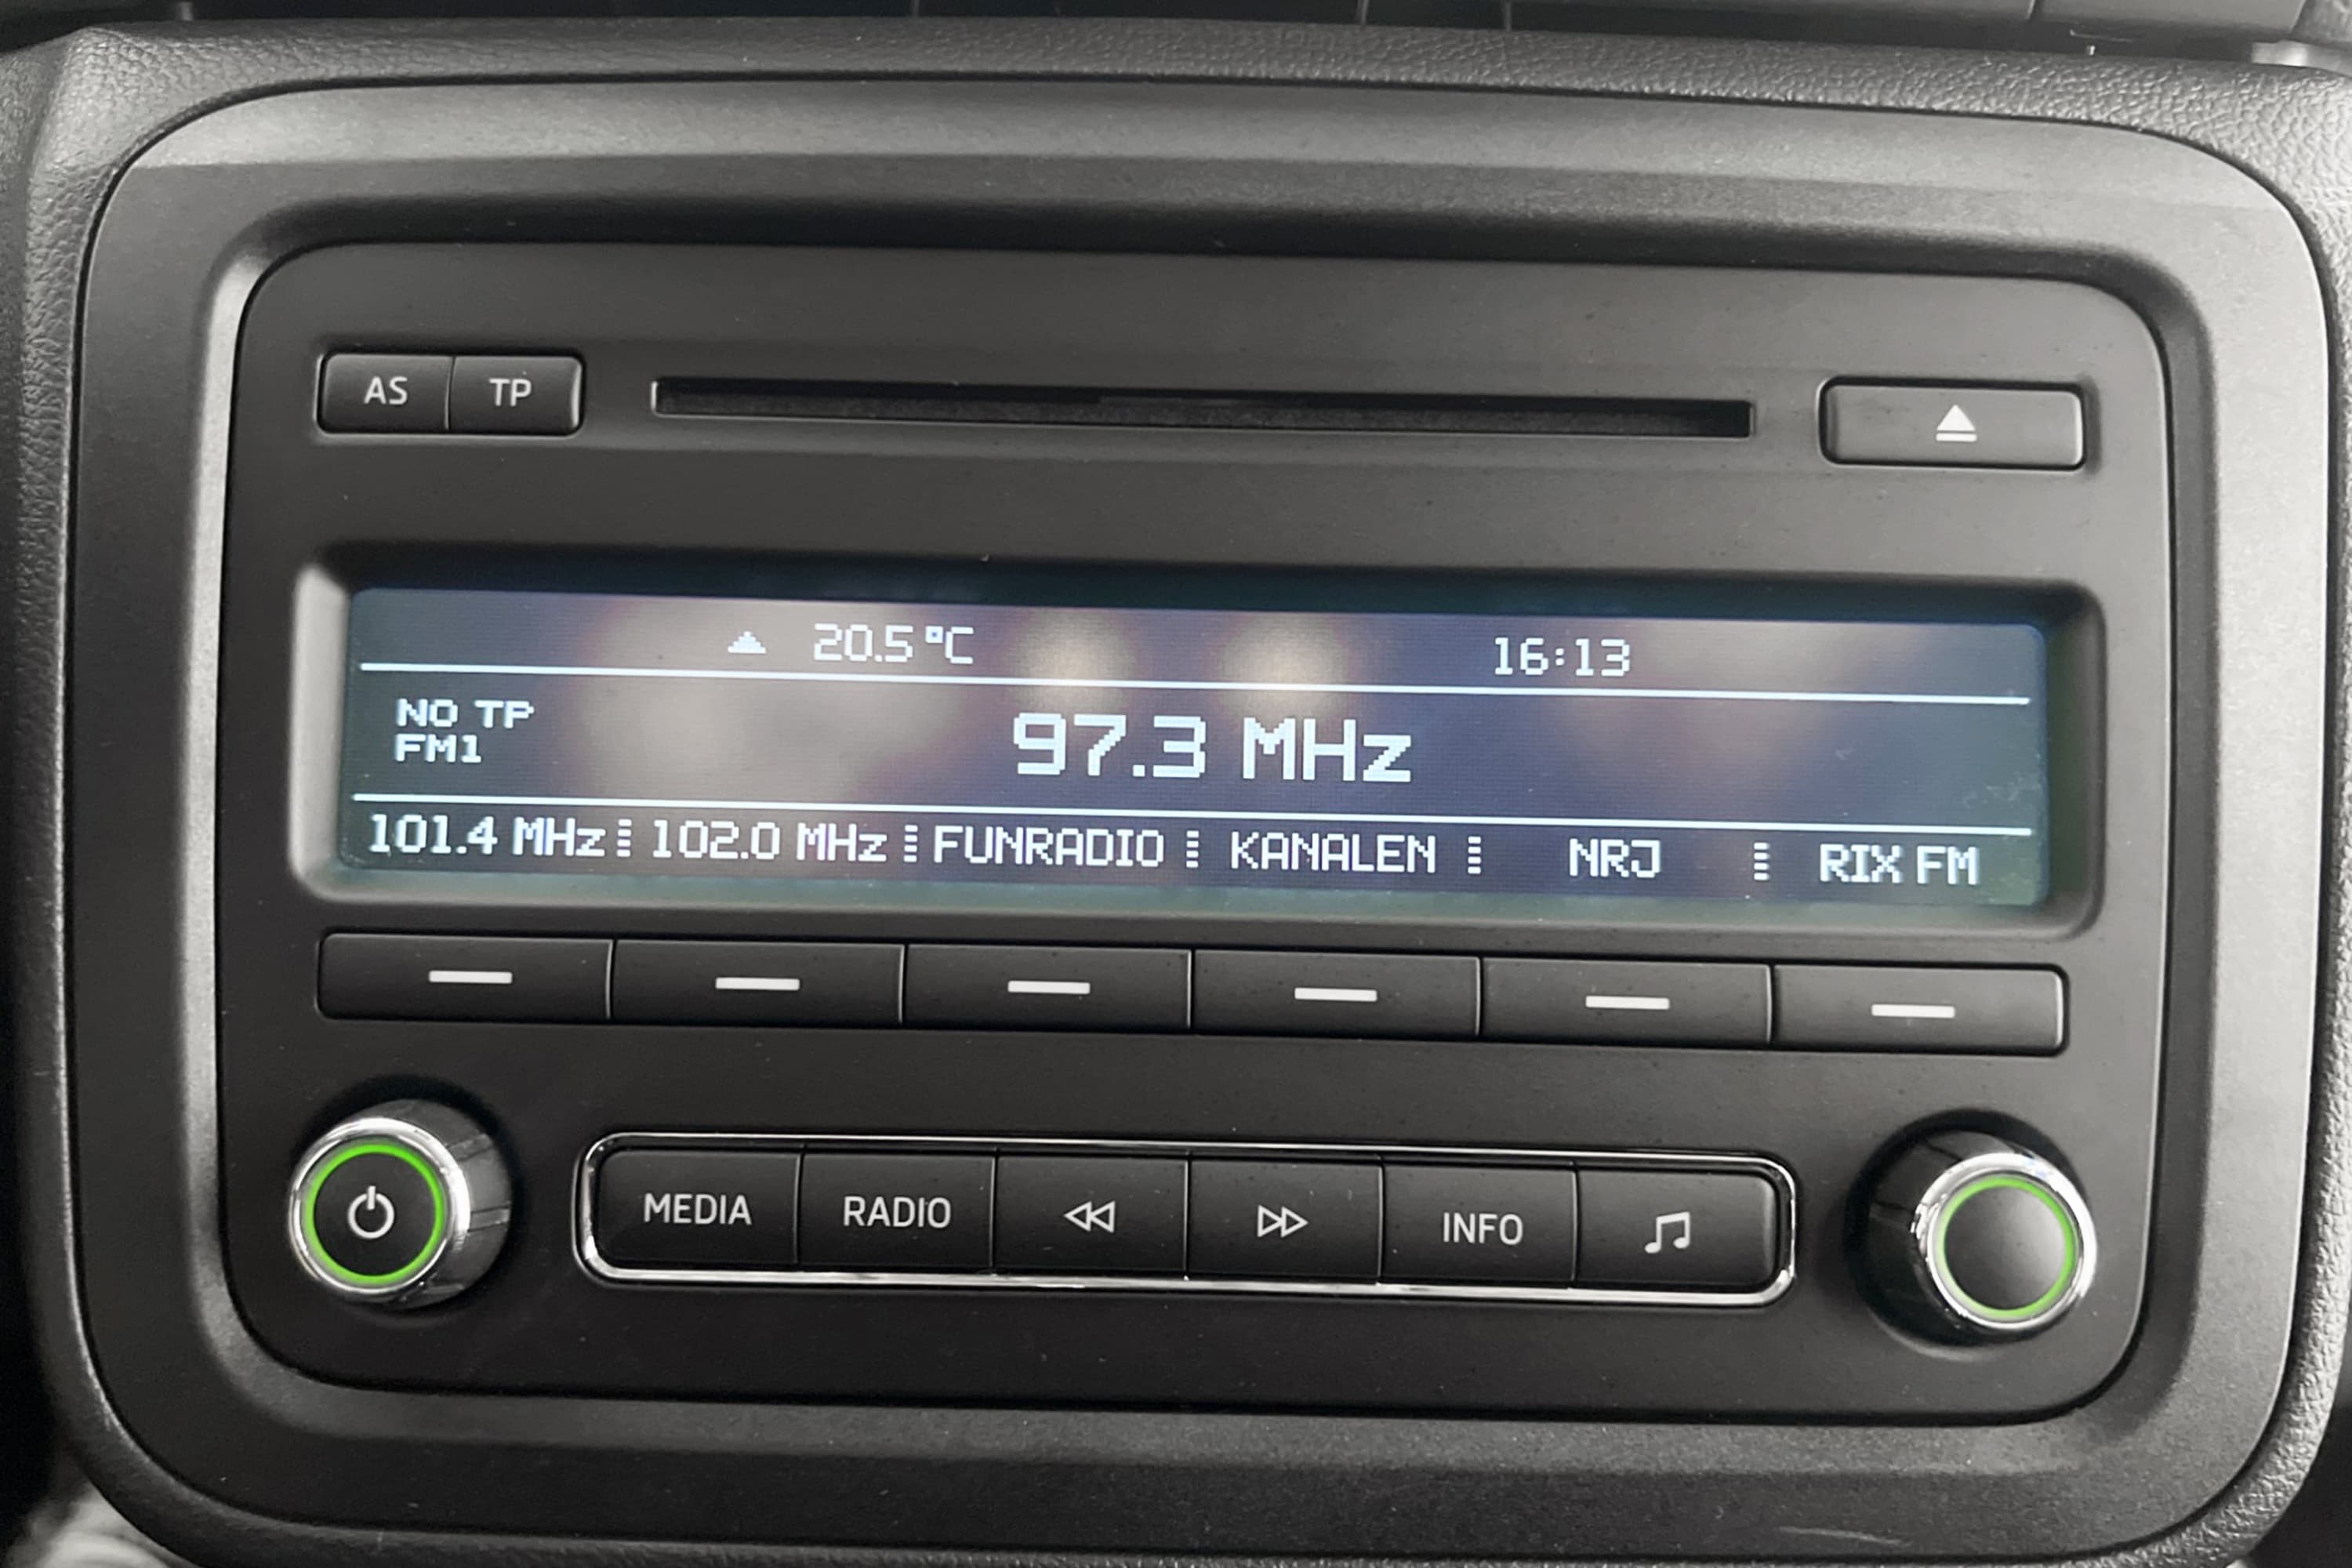 AS TP
20.5 °C 16:13
NO TP
FM1
97.3 MHz
101.4 MHz 102.0 MHz FUNRADIO KANALEN NRJ RIX FM
MEDIA RADIO INFO